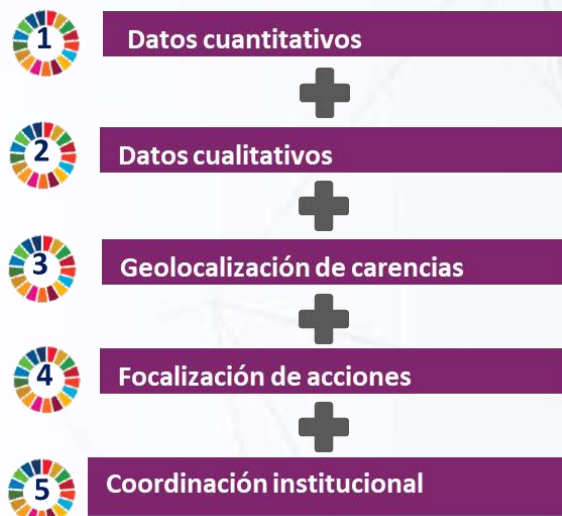 1 Datos cuantitativos
2 Datos cualitativos
3 Geolocalización de carencias
4 Focalización de acciones
5 Coordinación institucional